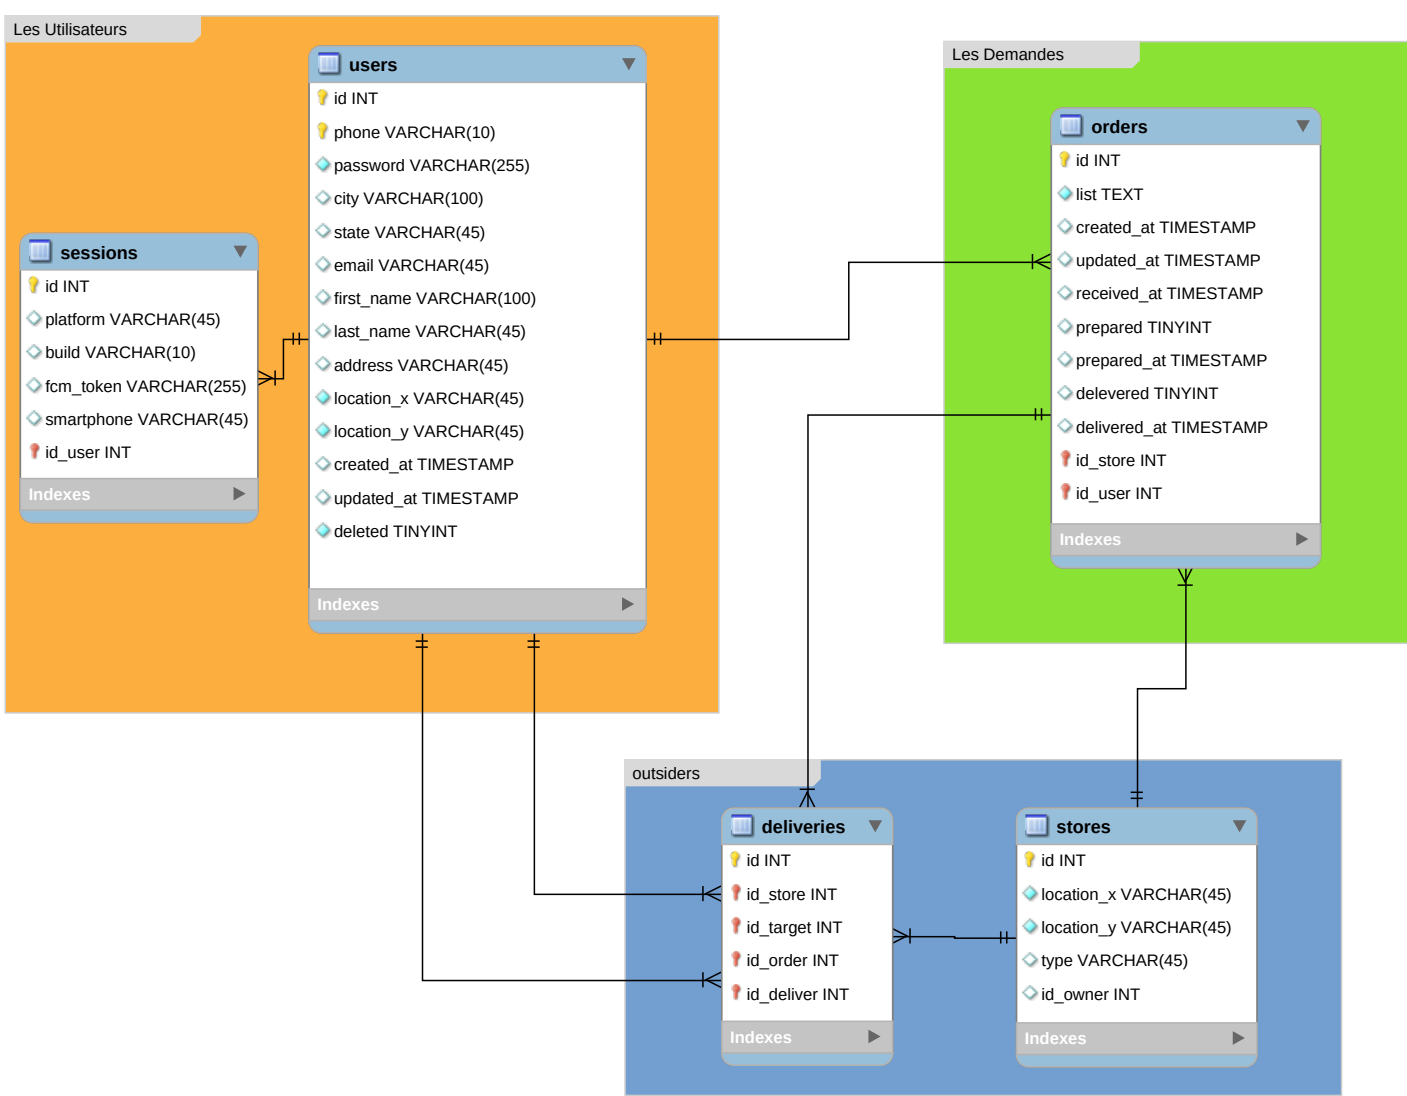 Les Utilisateurs
users
id INT
phone VARCHAR(10)
password VARCHAR(255)
city VARCHAR(100)
state VARCHAR(45)
email VARCHAR(45)
first_name VARCHAR(100)
last_name VARCHAR(45)
address VARCHAR(45)
location_x VARCHAR(45)
location_y VARCHAR(45)
created_at TIMESTAMP
updated_at TIMESTAMP
deleted TINYINT
Indexes
sessions
id INT
platform VARCHAR(45)
build VARCHAR(10)
fcm_token VARCHAR(255)
smartphone VARCHAR(45)
id_user INT
Indexes
Les Demandes
orders
id INT
list TEXT
created_at TIMESTAMP
updated_at TIMESTAMP
received_at TIMESTAMP
prepared TINYINT
prepared_at TIMESTAMP
delevered TINYINT
delivered_at TIMESTAMP
id_store INT
id_user INT
Indexes
outsiders
deliveries
id INT
id_store INT
id_target INT
id_order INT
id_deliver INT
Indexes
stores
id INT
location_x VARCHAR(45)
location_y VARCHAR(45)
type VARCHAR(45)
id_owner INT
Indexes